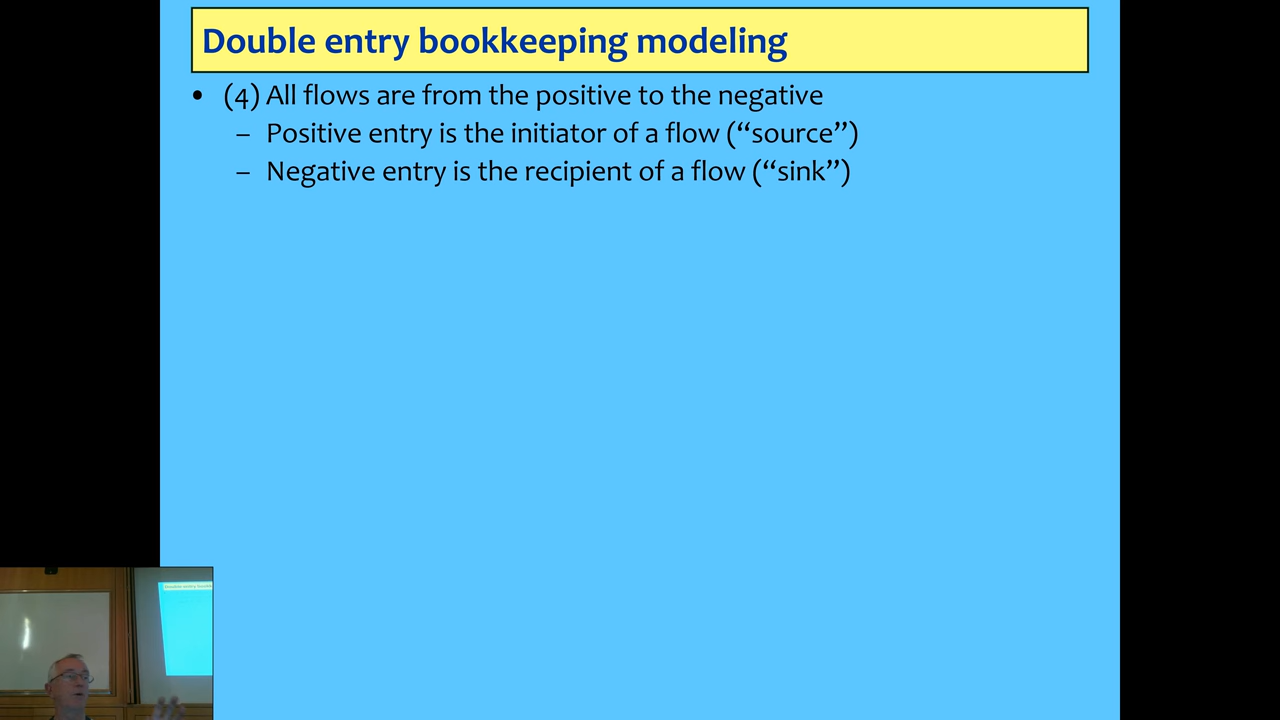 Double entry bookkeeping modeling
• (4) All flows are from the positive to the negative
– Positive entry is the initiator of a flow (“source”)
– Negative entry is the recipient of a flow (“sink”)